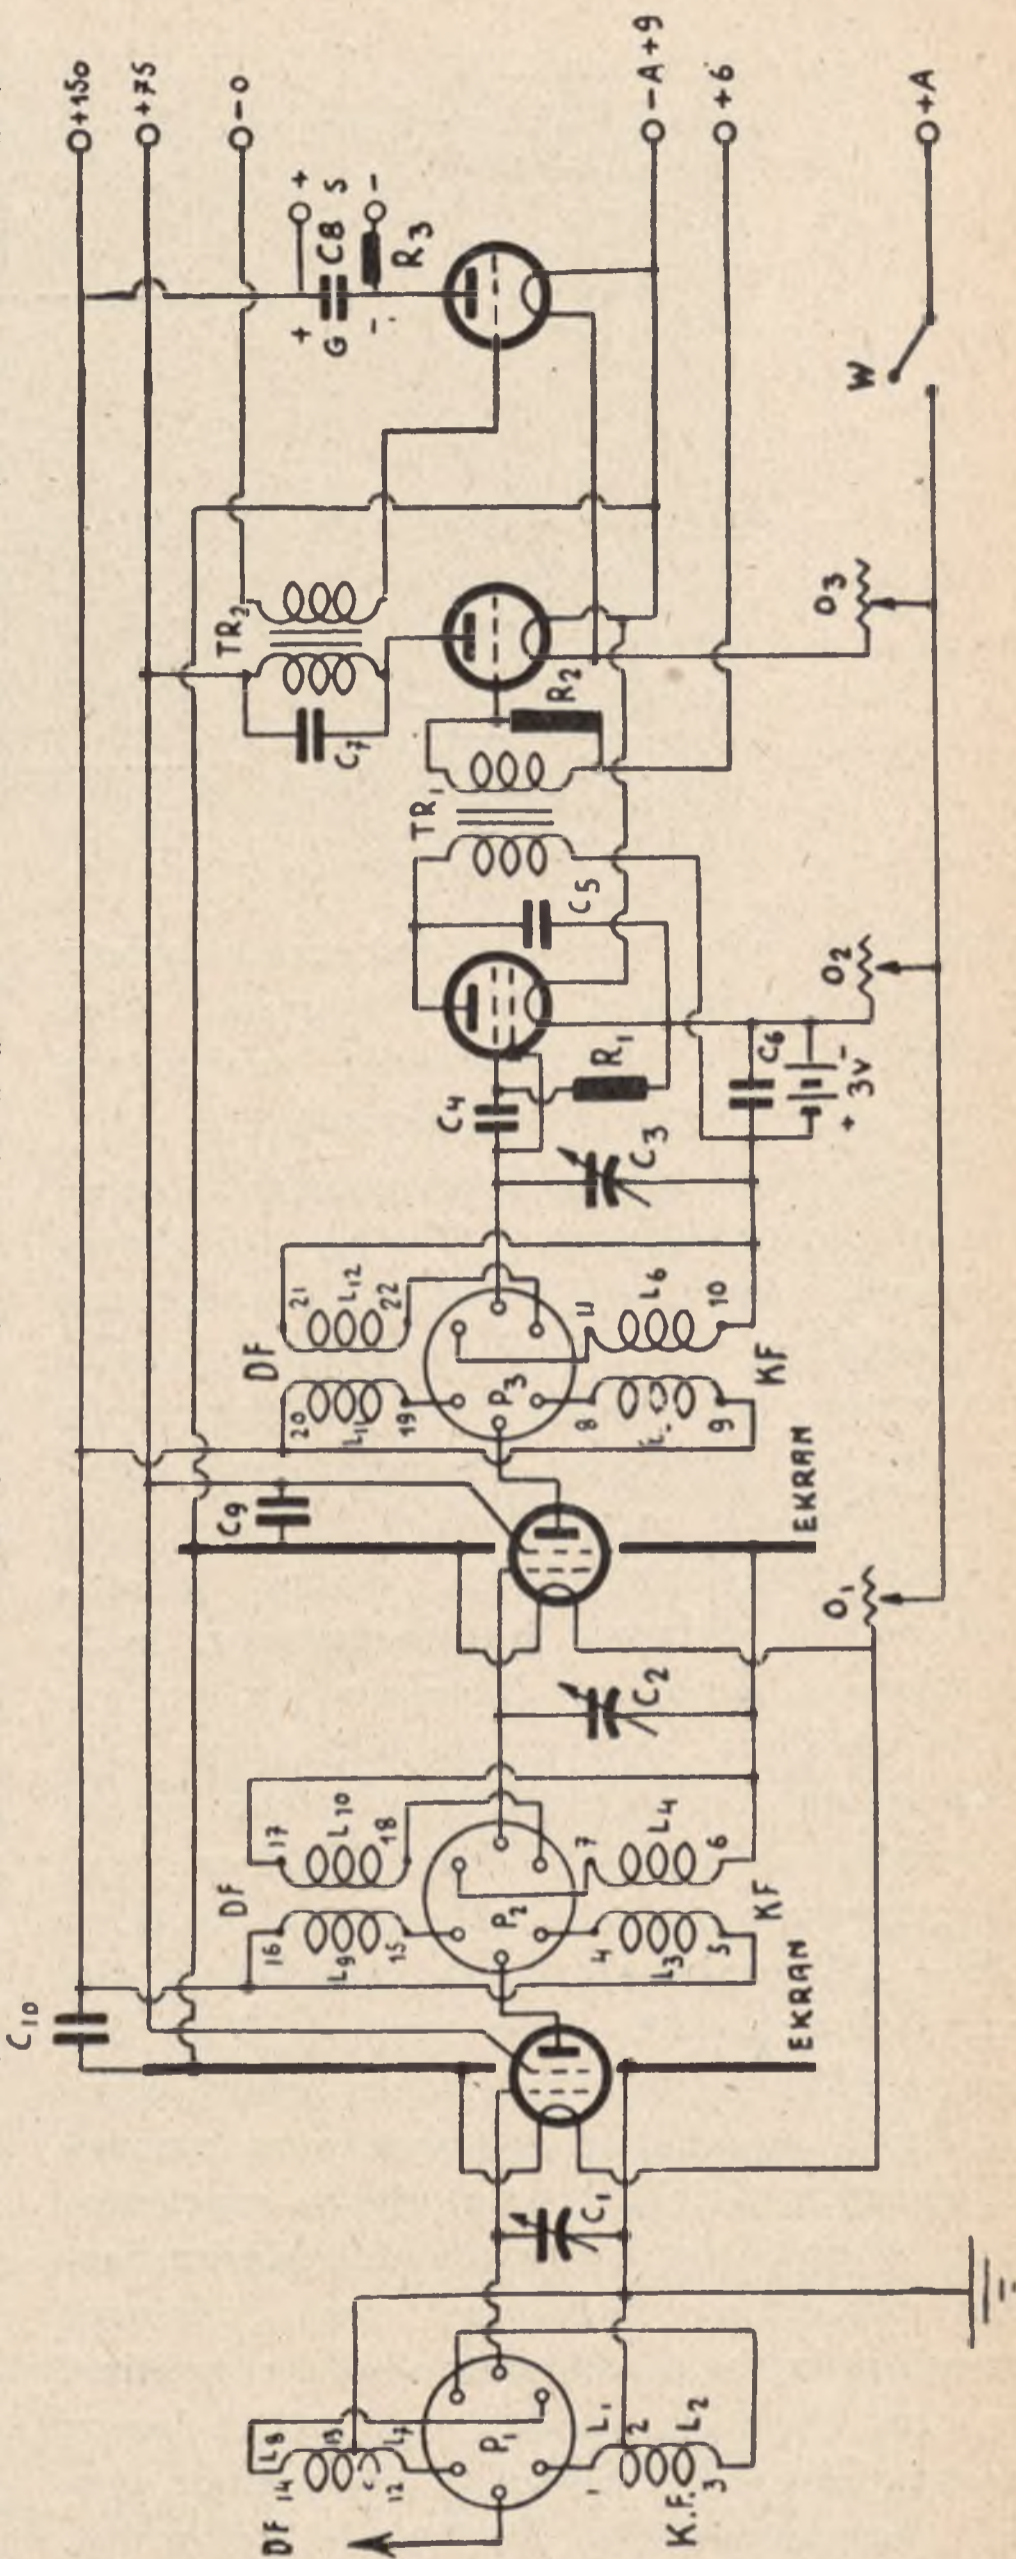 C10
C9
+150
+75
-0
-A+9
+6
+A
DF
L8
14
13
L7
12
P1
L1
1
2
L2
3
K.F.
C1
EKRAN
DF
16
17
L9
L10
15
18
P2
4
7
L3
L4
5
6
KF
C2
EKRAN
O1
DF
20
21
L11
L12
19
22
P3
8
11
L6
9
10
KF
C3
C4
R1
C5
C6
+ 3V -
O2
TR1
R2
TR2
C7
O3
+ +
G C8 S
- -
R3
W